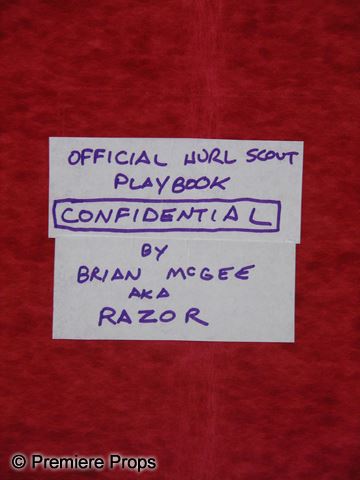 OFFICIAL HURL SCOUT
PLAYBOOK
CONFIDENTIAL
BY
BRIAN MCGEE
AKA
RAZOR
© Premiere Props